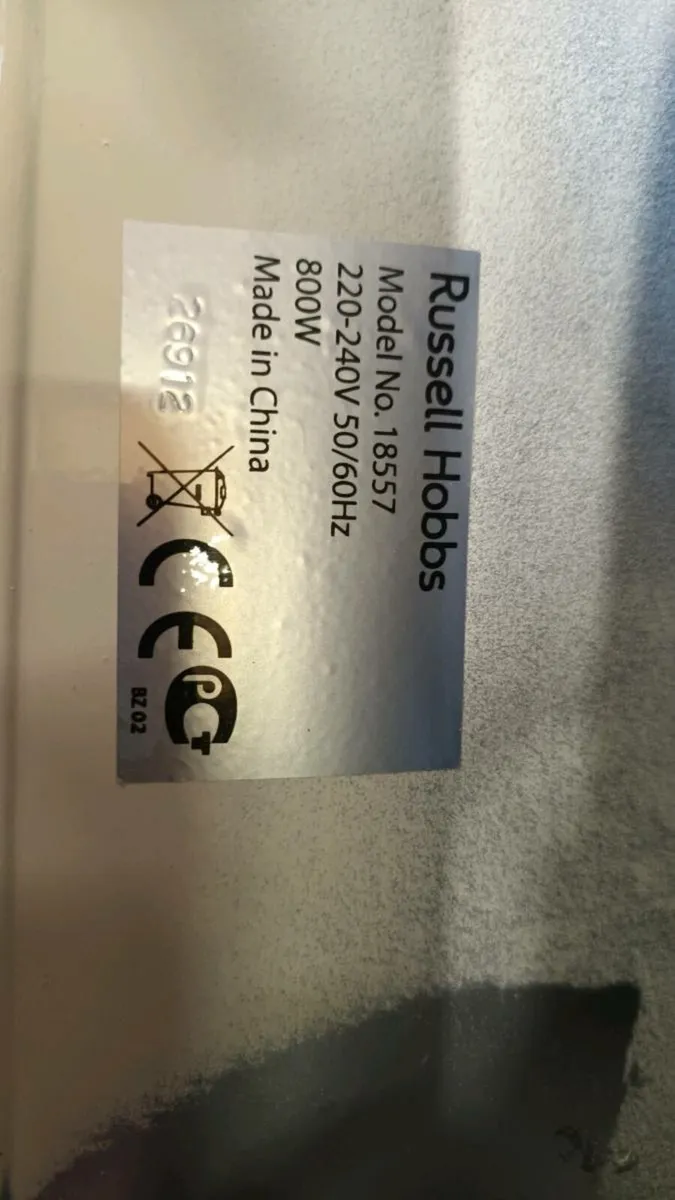 Russell Hobbs
Model No. 18557
220-240V 50/60Hz
800W
Made in China
26912
BZ 02